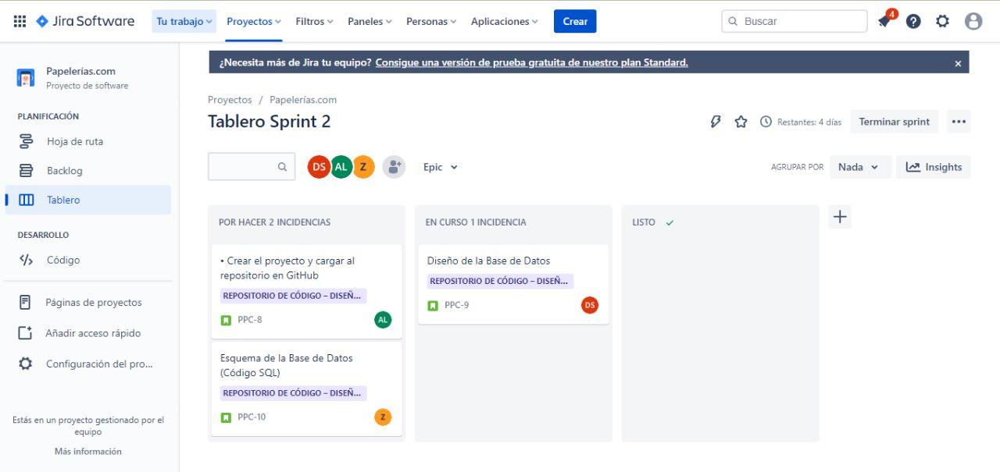 Jira Software
Tu trabajo
Proyectos
Filtros
Paneles
Personas
Aplicaciones
Crear
Buscar
4
Papelerías.com
Proyecto de software
PLANIFICACIÓN
Hoja de ruta
Backlog
Tablero
DESARROLLO
Código
Páginas de proyectos
Añadir acceso rápido
Configuración del pro...
Estás en un proyecto gestionado por el
equipo
Más información
¿Necesita más de Jira tu equipo? Consigue una versión de prueba gratuita de nuestro plan Standard.
Proyectos / Papelerías.com
Tablero Sprint 2
Restantes: 4 días
Terminar sprint
DS
AL
Z
Epic
AGRUPAR POR
Nada
Insights
POR HACER 2 INCIDENCIAS
• Crear el proyecto y cargar al
repositorio en GitHub
REPOSITORIO DE CÓDIGO – DISEÑ...
PPC-8
AL
Esquema de la Base de Datos
(Código SQL)
REPOSITORIO DE CÓDIGO – DISEÑ...
PPC-10
Z
EN CURSO 1 INCIDENCIA
Diseño de la Base de Datos
REPOSITORIO DE CÓDIGO – DISEÑ...
PPC-9
DS
LISTO